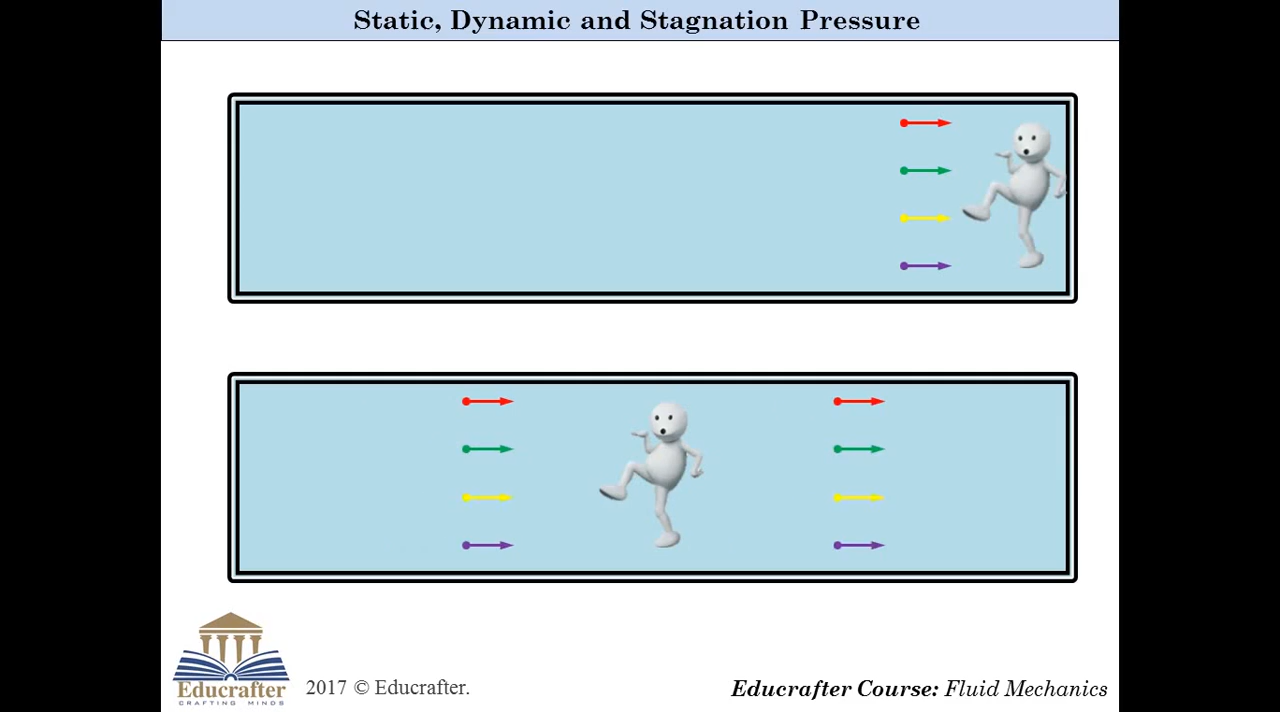 Static, Dynamic and Stagnation Pressure
Educrafter
CRAFTING MINDS
2017 © Educrafter.
Educrafter Course: Fluid Mechanics